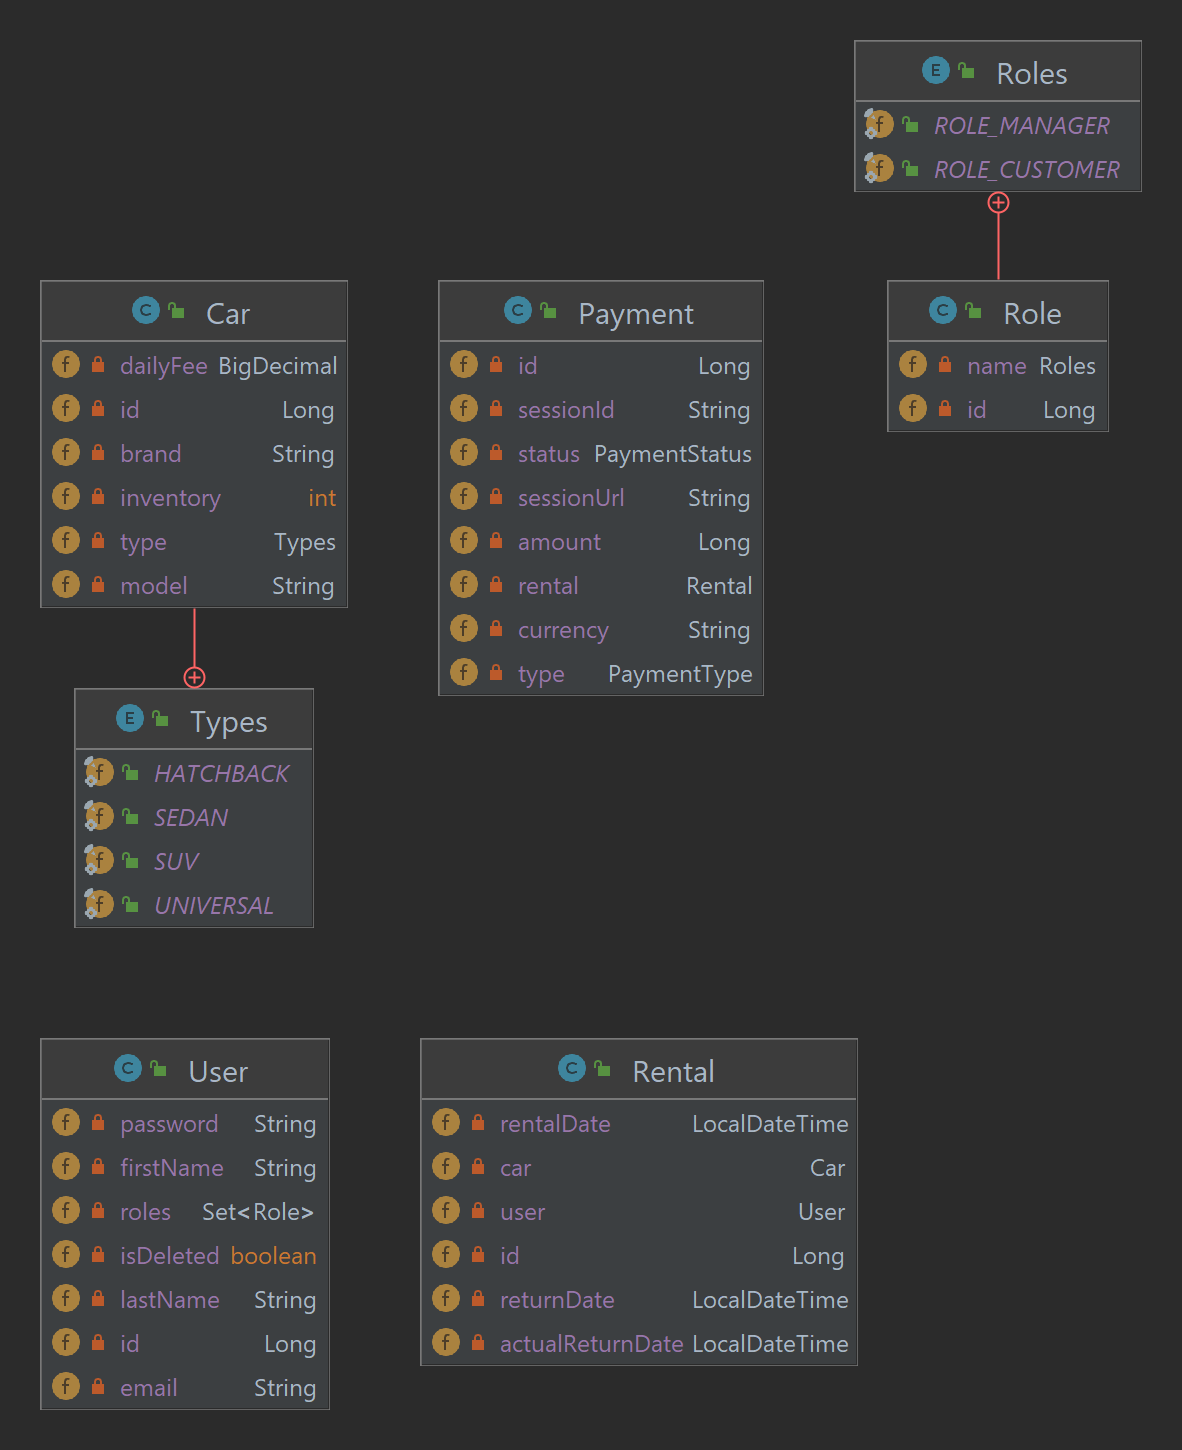 Roles
ROLE_MANAGER
ROLE_CUSTOMER
Car
dailyFee BigDecimal
id Long
brand String
inventory int
type Types
model String
Payment
id Long
sessionId String
status PaymentStatus
sessionUrl String
amount Long
rental Rental
currency String
type PaymentType
Role
name Roles
id Long
Types
HATCHBACK
SEDAN
SUV
UNIVERSAL
User
password String
firstName String
roles Set<Role>
isDeleted boolean
lastName String
id Long
email String
Rental
rentalDate LocalDateTime
car Car
user User
id Long
returnDate LocalDateTime
actualReturnDate LocalDateTime